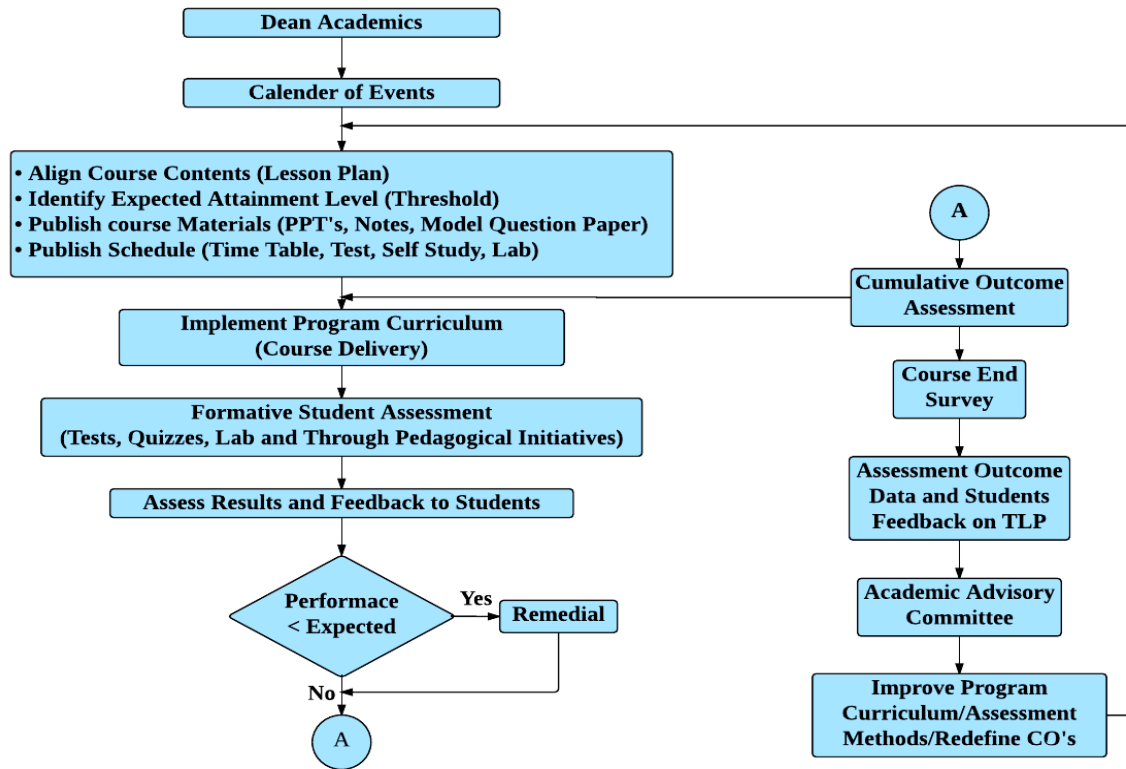 Dean Academics
Calender of Events
• Align Course Contents (Lesson Plan)
• Identify Expected Attainment Level (Threshold)
• Publish course Materials (PPT's, Notes, Model Question Paper)
• Publish Schedule (Time Table, Test, Self Study, Lab)
Implement Program Curriculum
(Course Delivery)
Formative Student Assessment
(Tests, Quizzes, Lab and Through Pedagogical Initiatives)
Assess Results and Feedback to Students
Performace
< Expected
Yes
Remedial
No
A
A
Cumulative Outcome
Assessment
Course End
Survey
Assessment Outcome
Data and Students
Feedback on TLP
Academic Advisory
Committee
Improve Program
Curriculum/Assessment
Methods/Redefine CO's